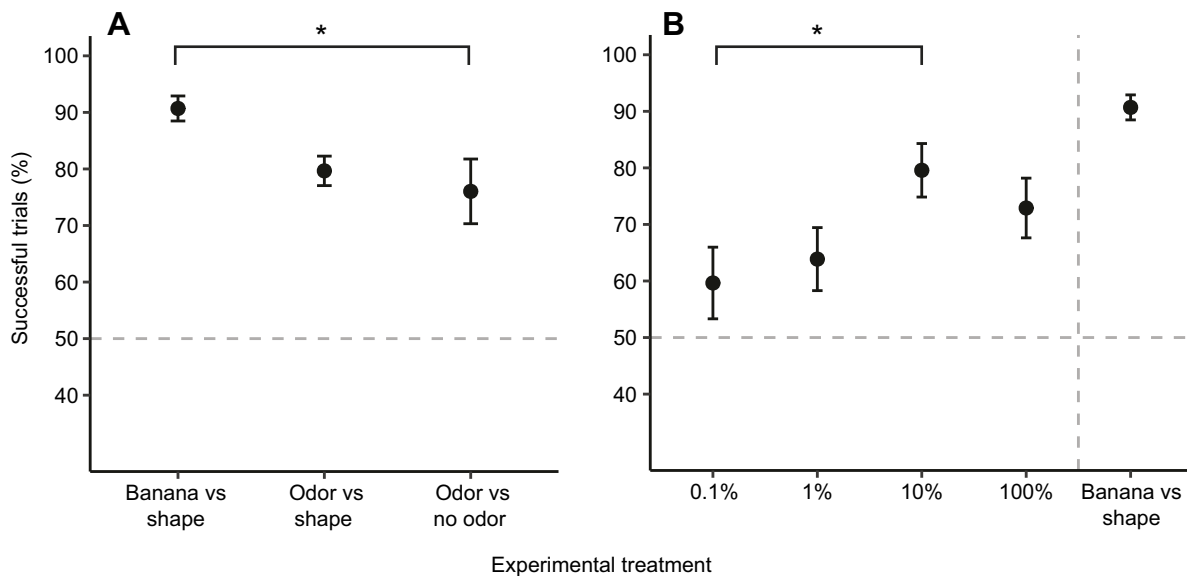 A
*
100
90
80
70
60
50
40
Successful trials (%)
Banana vs
shape
Odor vs
shape
Odor vs
no odor
B
*
100
90
80
70
60
50
40
0.1%
1%
10%
100%
Banana vs
shape
Experimental treatment